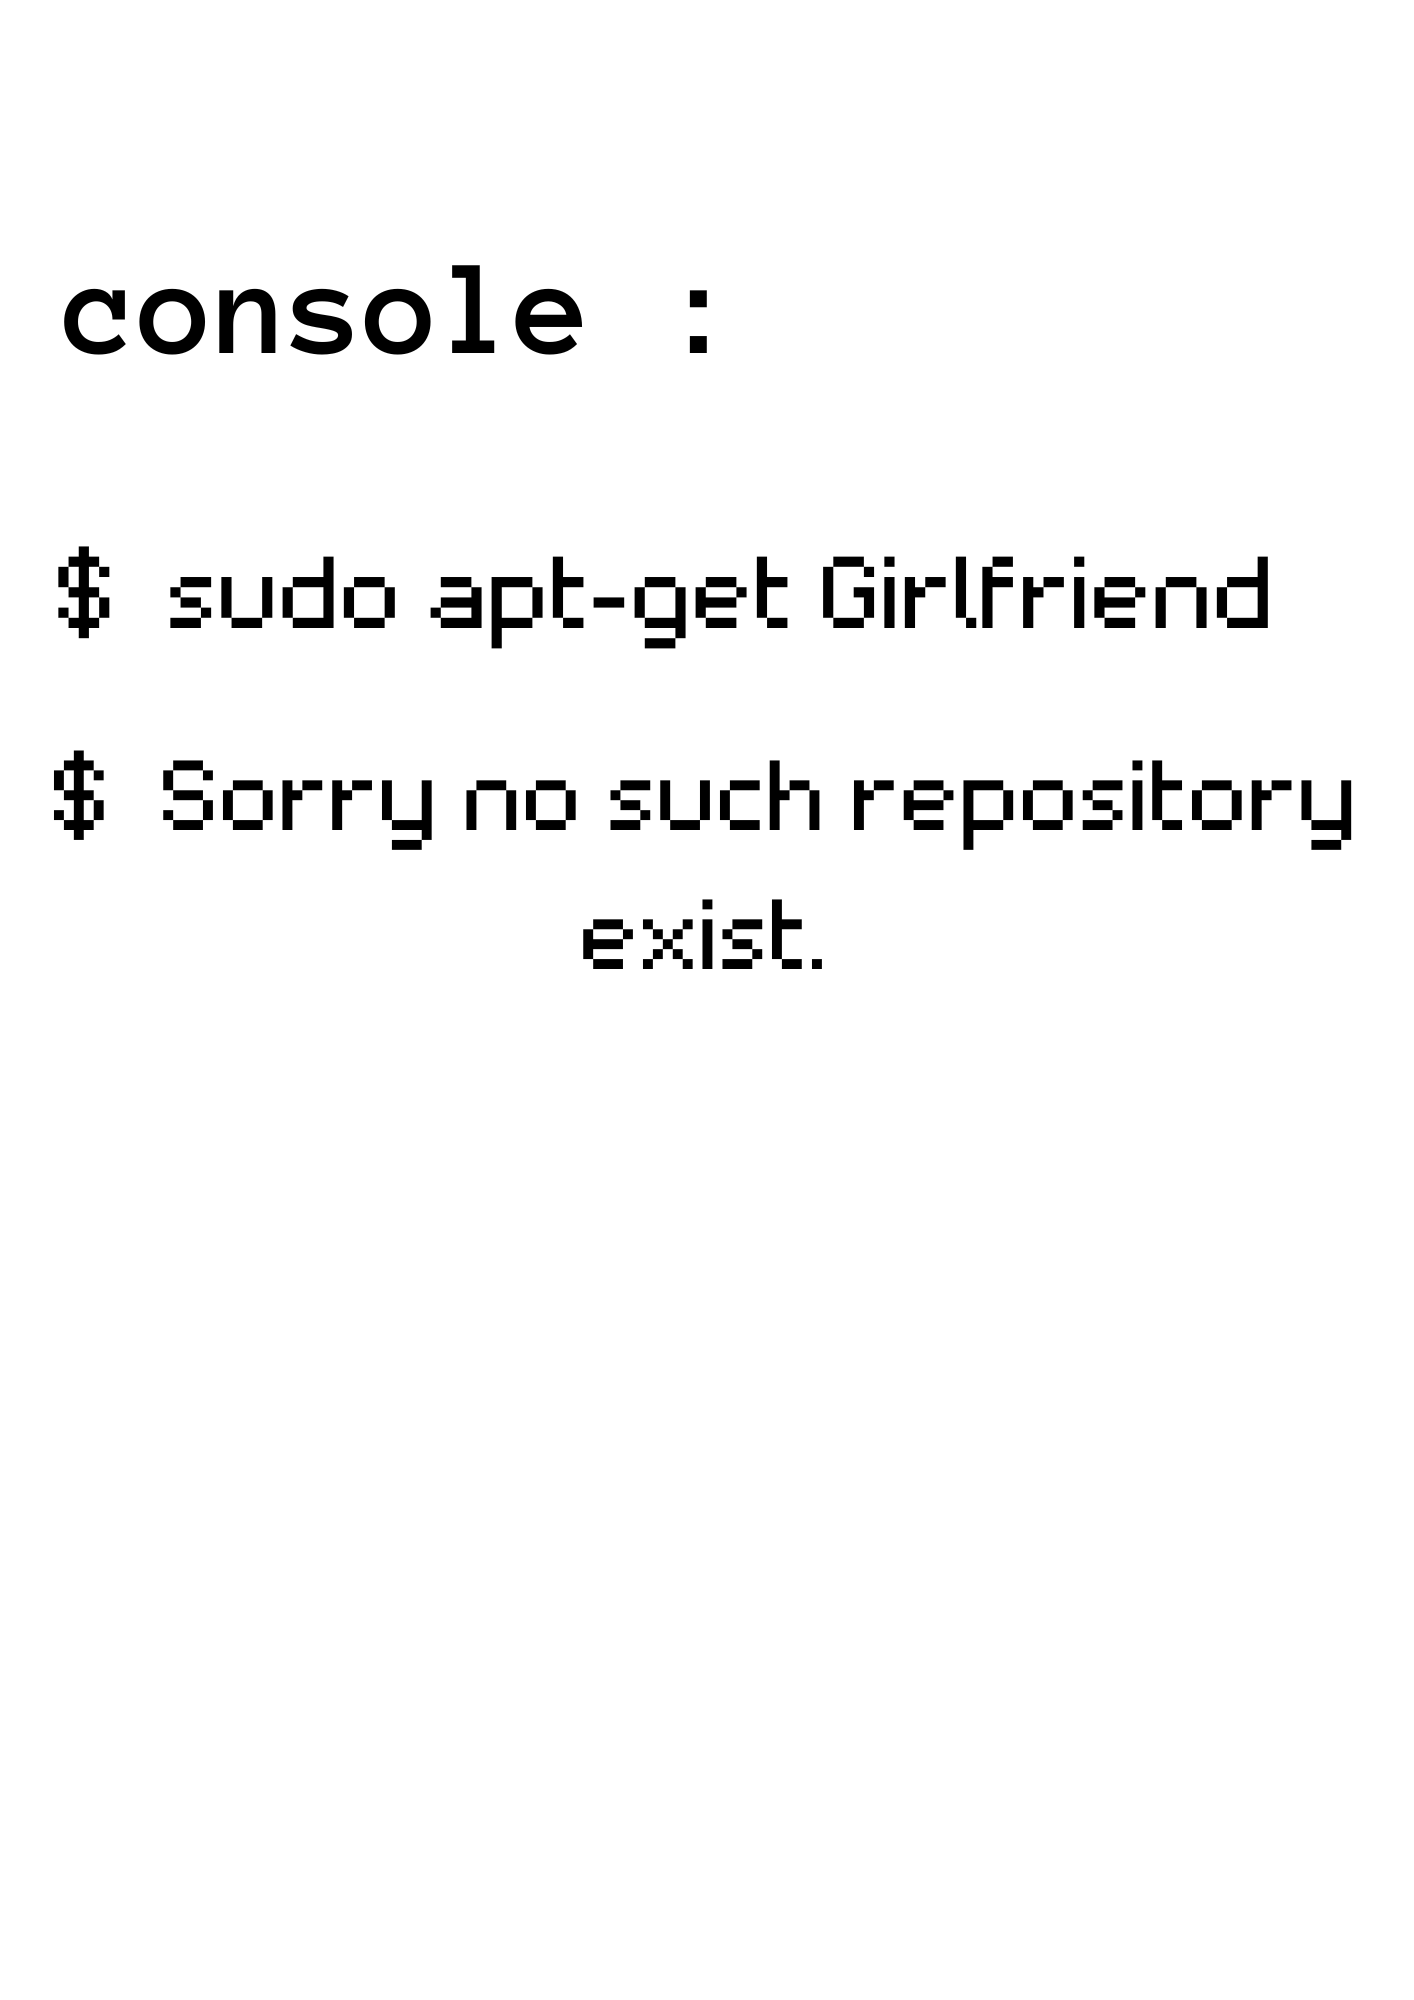 console :
$ sudo apt-get Girlfriend
$ Sorry no such repository
exist.